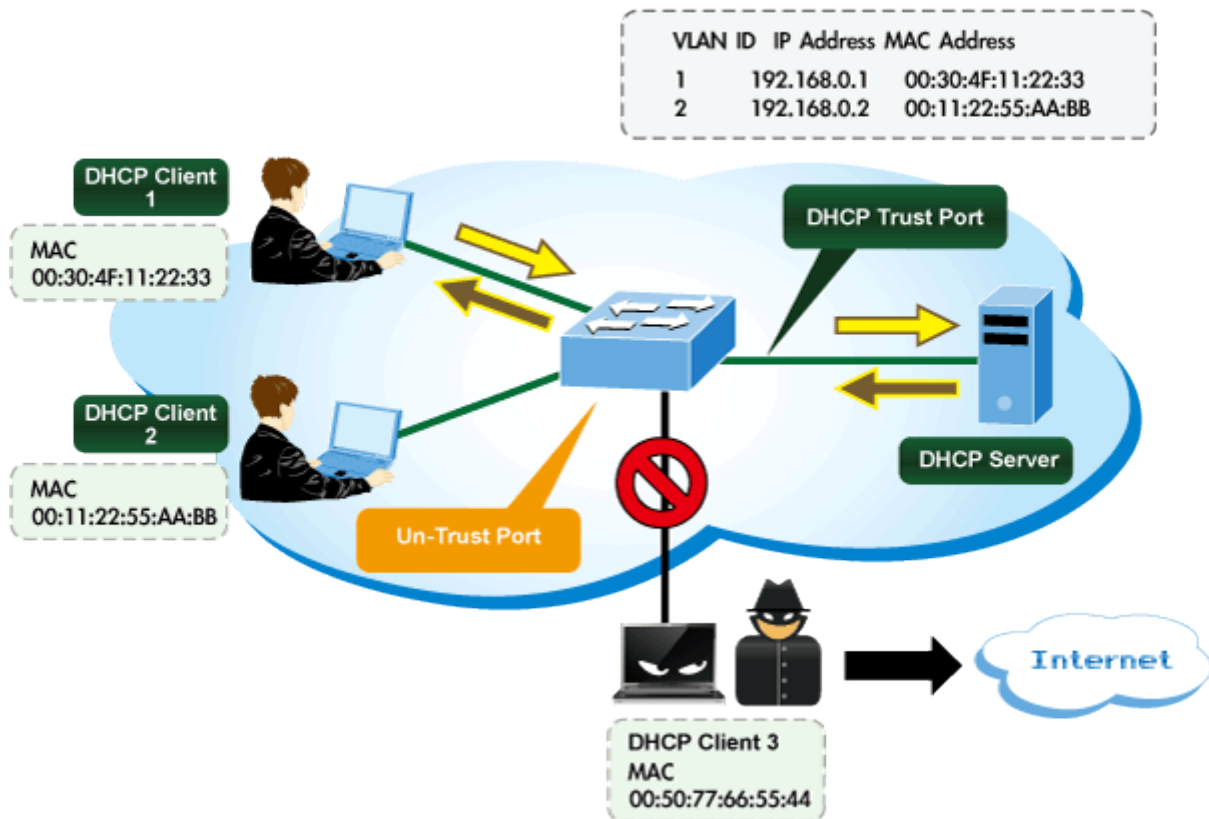 VLAN ID IP Address MAC Address
1 192.168.0.1 00:30:4F:11:22:33
2 192.168.0.2 00:11:22:55:AA:BB
DHCP Client
1
MAC
00:30:4F:11:22:33
DHCP Trust Port
DHCP Client
2
MAC
00:11:22:55:AA:BB
DHCP Server
Un-Trust Port
Internet
DHCP Client 3
MAC
00:50:77:66:55:44